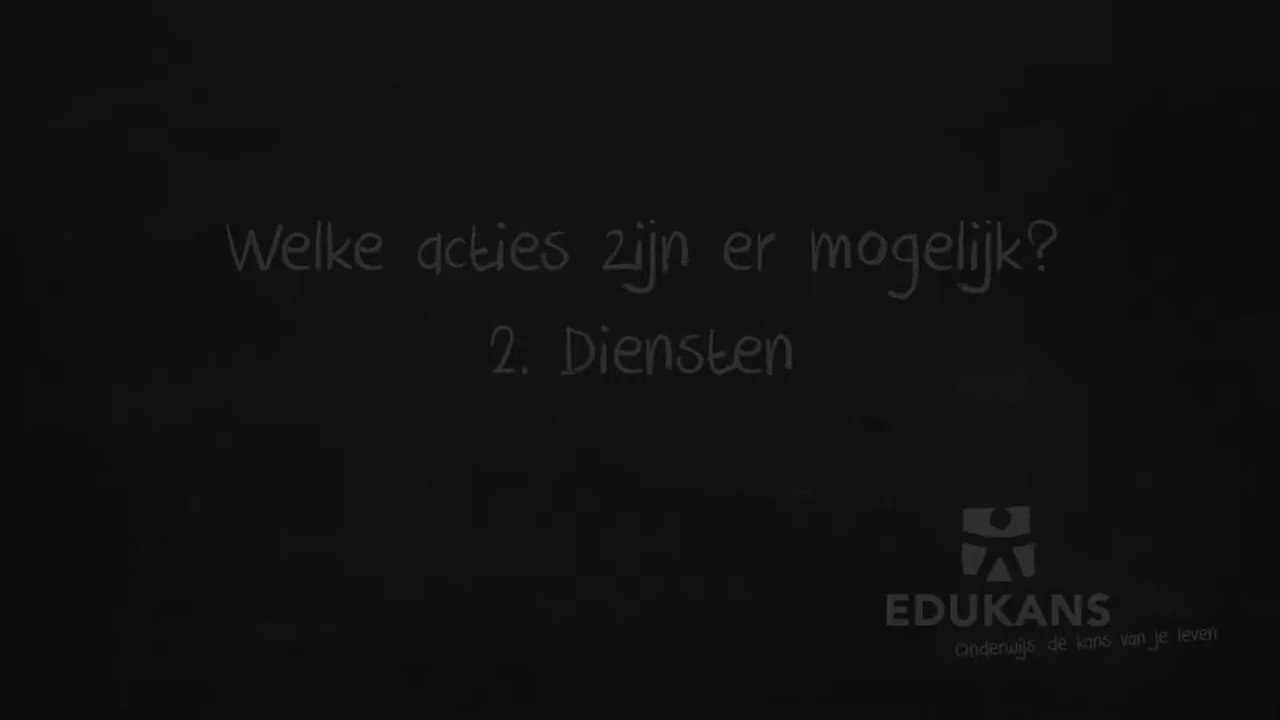 Welke acties zijn er mogelijk?
2. Diensten
EDUKANS
Onderwijs de kans van je leven